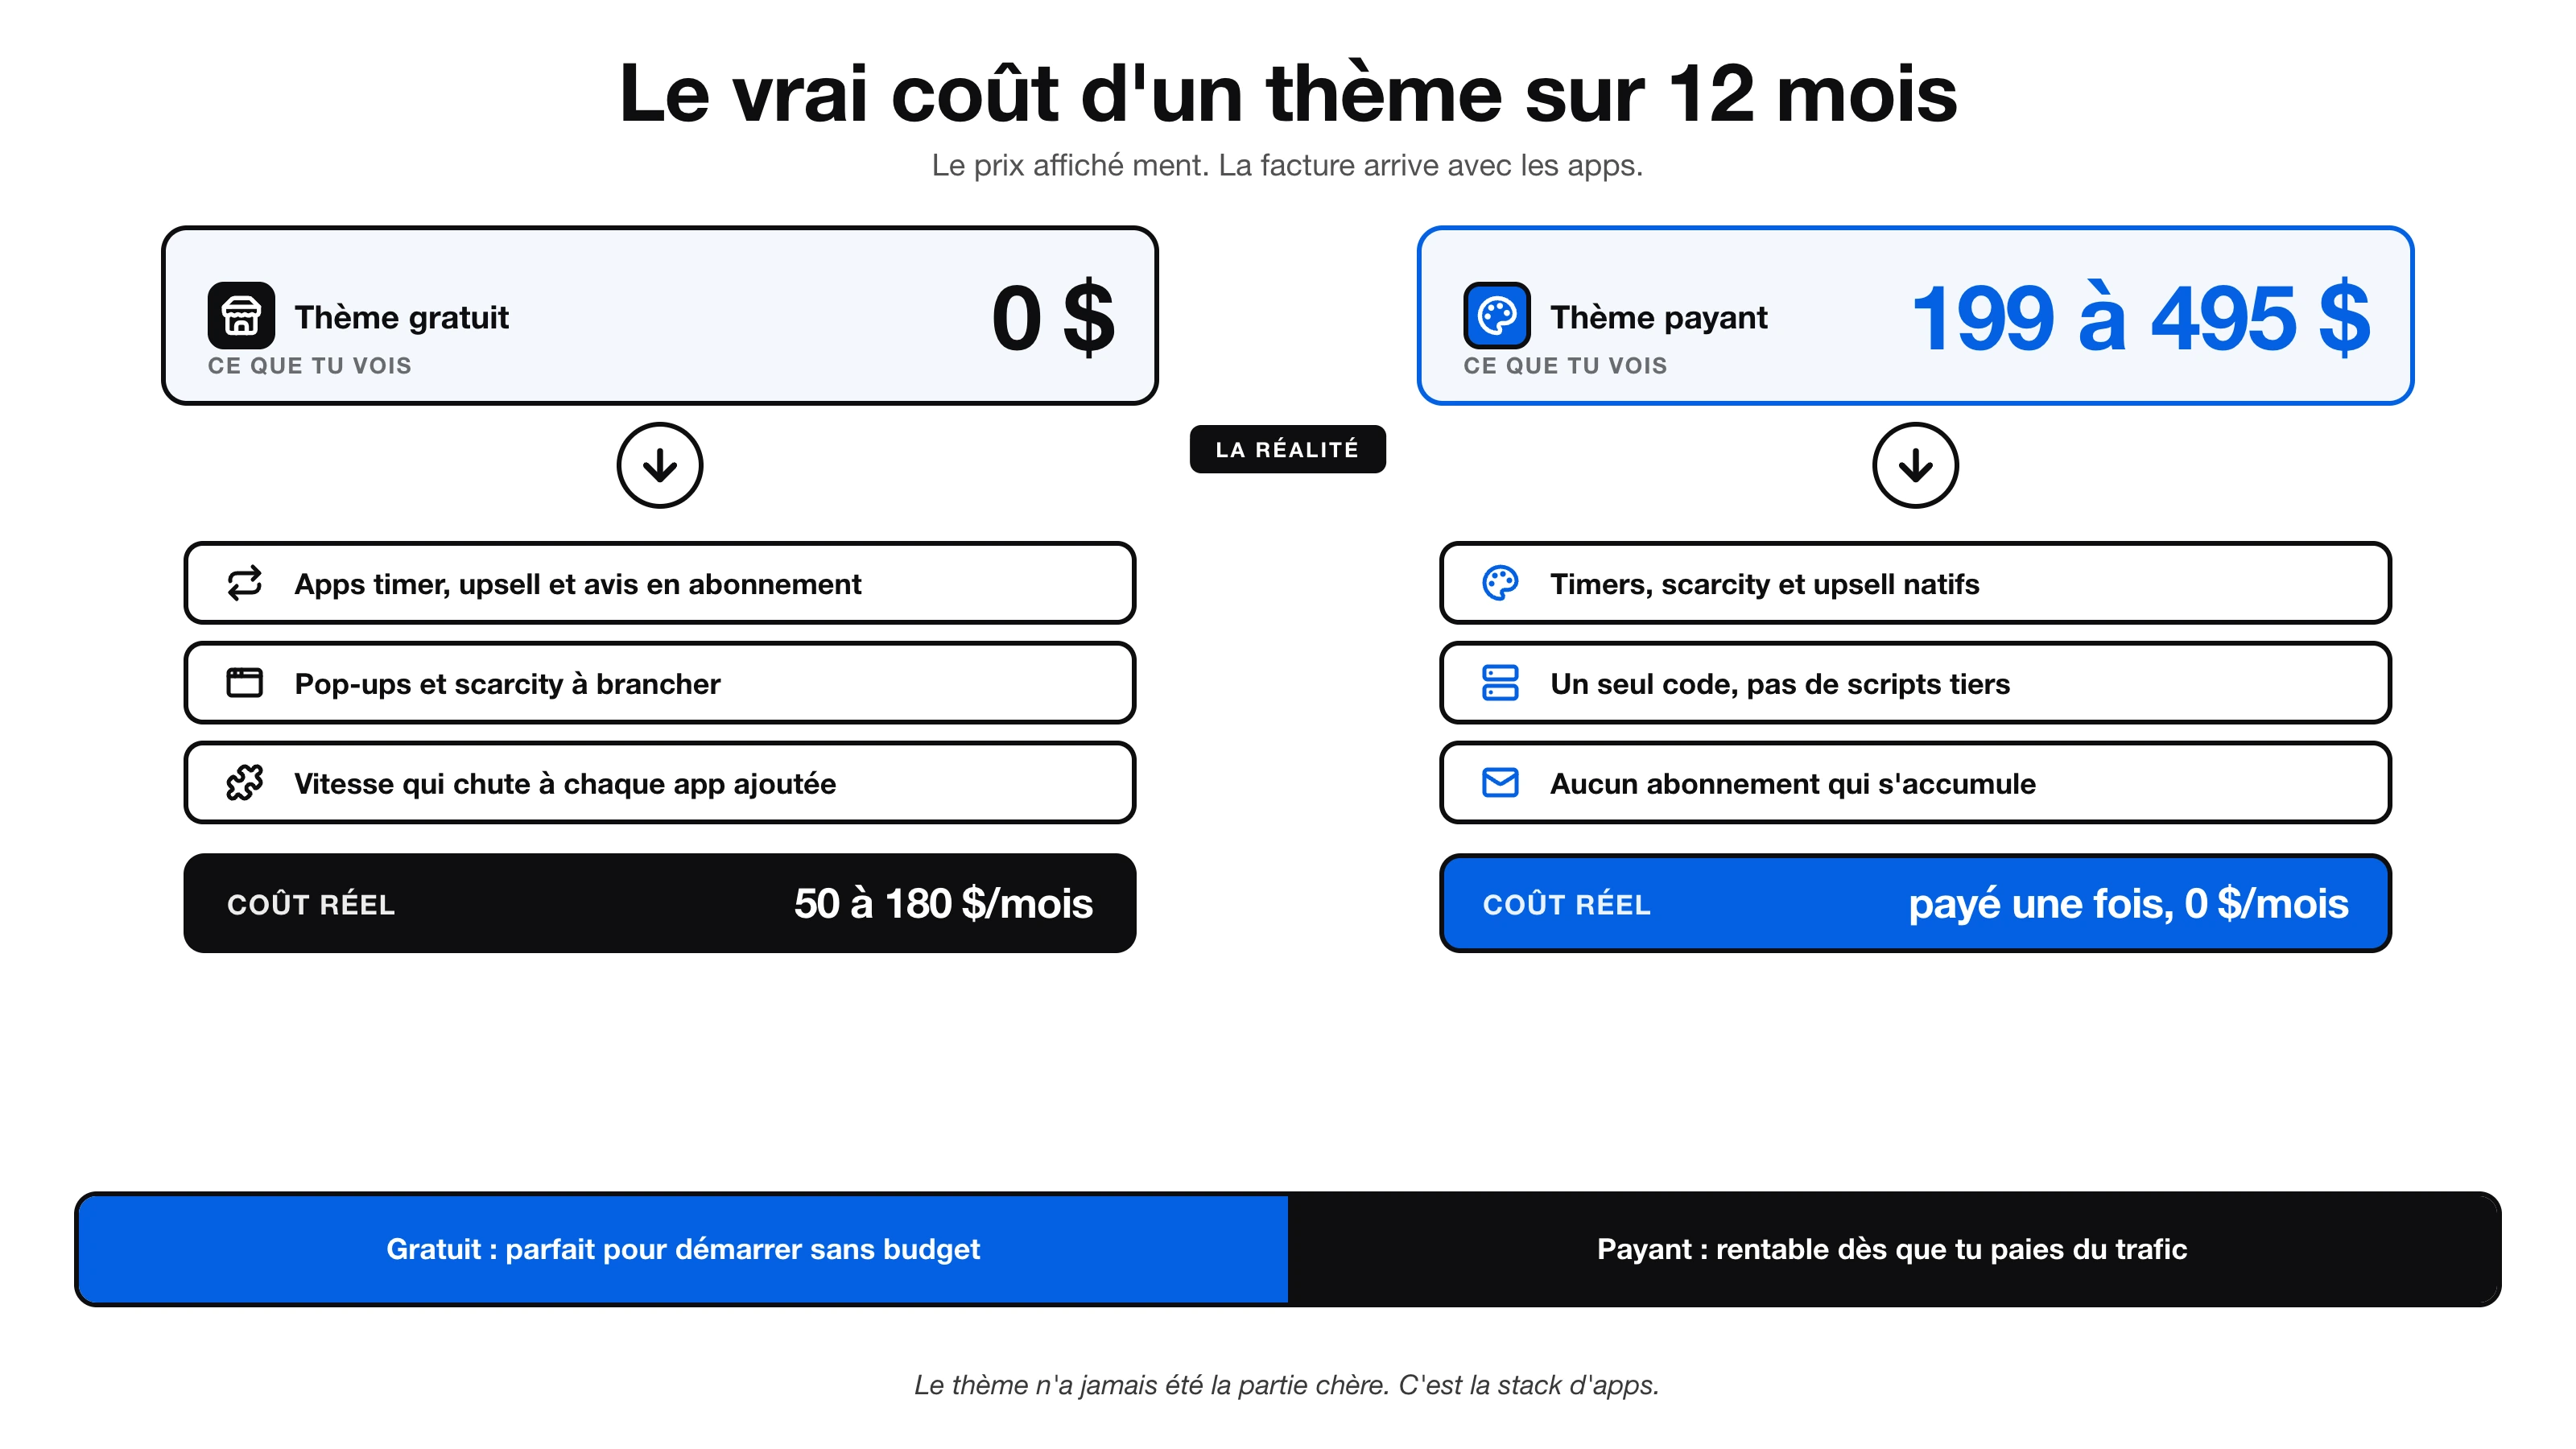 Le vrai coût d'un thème sur 12 mois
Le prix affiché ment. La facture arrive avec les apps.
Thème gratuit
CE QUE TU VOIS
0 $
Thème payant
CE QUE TU VOIS
199 à 495 $
LA RÉALITÉ
Apps timer, upsell et avis en abonnement
Pop-ups et scarcity à brancher
Vitesse qui chute à chaque app ajoutée
COÛT RÉEL
50 à 180 $/mois
Timers, scarcity et upsell natifs
Un seul code, pas de scripts tiers
Aucun abonnement qui s'accumule
COÛT RÉEL
payé une fois, 0 $/mois
Gratuit : parfait pour démarrer sans budget
Payant : rentable dès que tu paies du trafic
Le thème n'a jamais été la partie chère. C'est la stack d'apps.